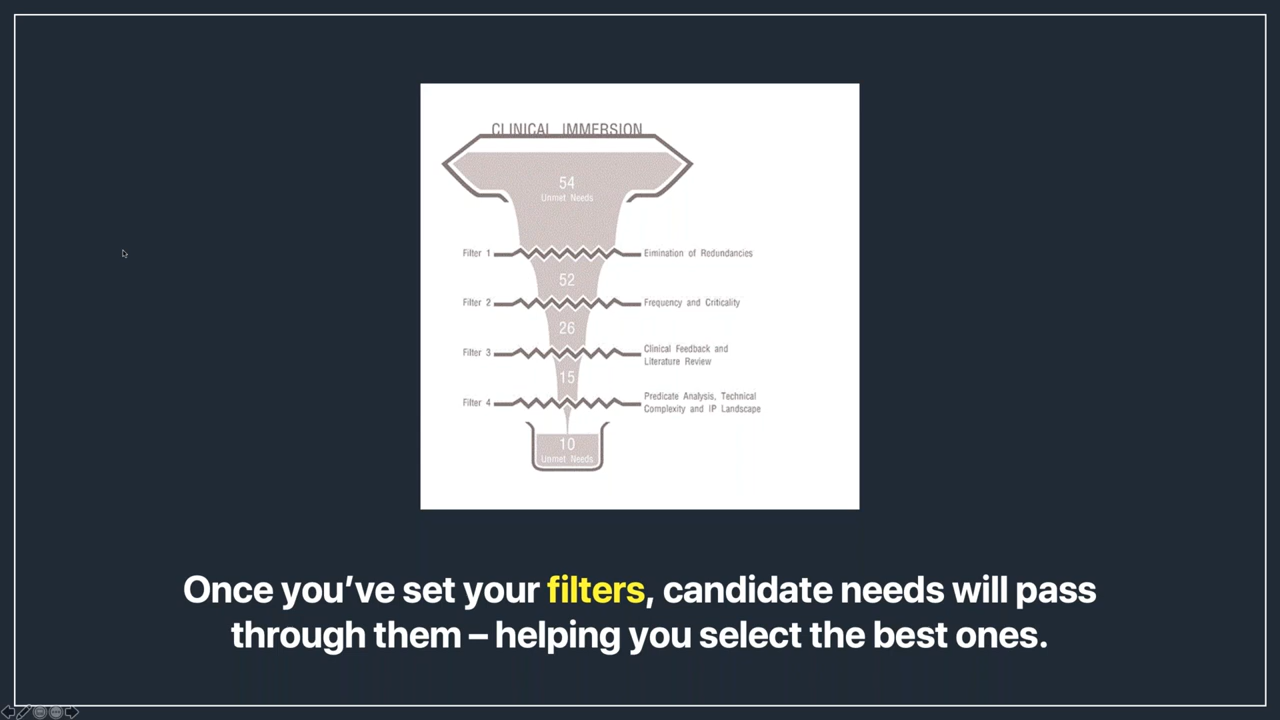 CLINICAL IMMERSION
54
Unmet Needs
Filter 1
Elimination of Redundancies
52
Filter 2
Frequency and Criticality
26
Filter 3
Clinical Feedback and
Literature Review
15
Filter 4
Predicate Analysis, Technical
Complexity and IP Landscape
10
Unmet Needs
Once you’ve set your filters, candidate needs will pass
through them – helping you select the best ones.